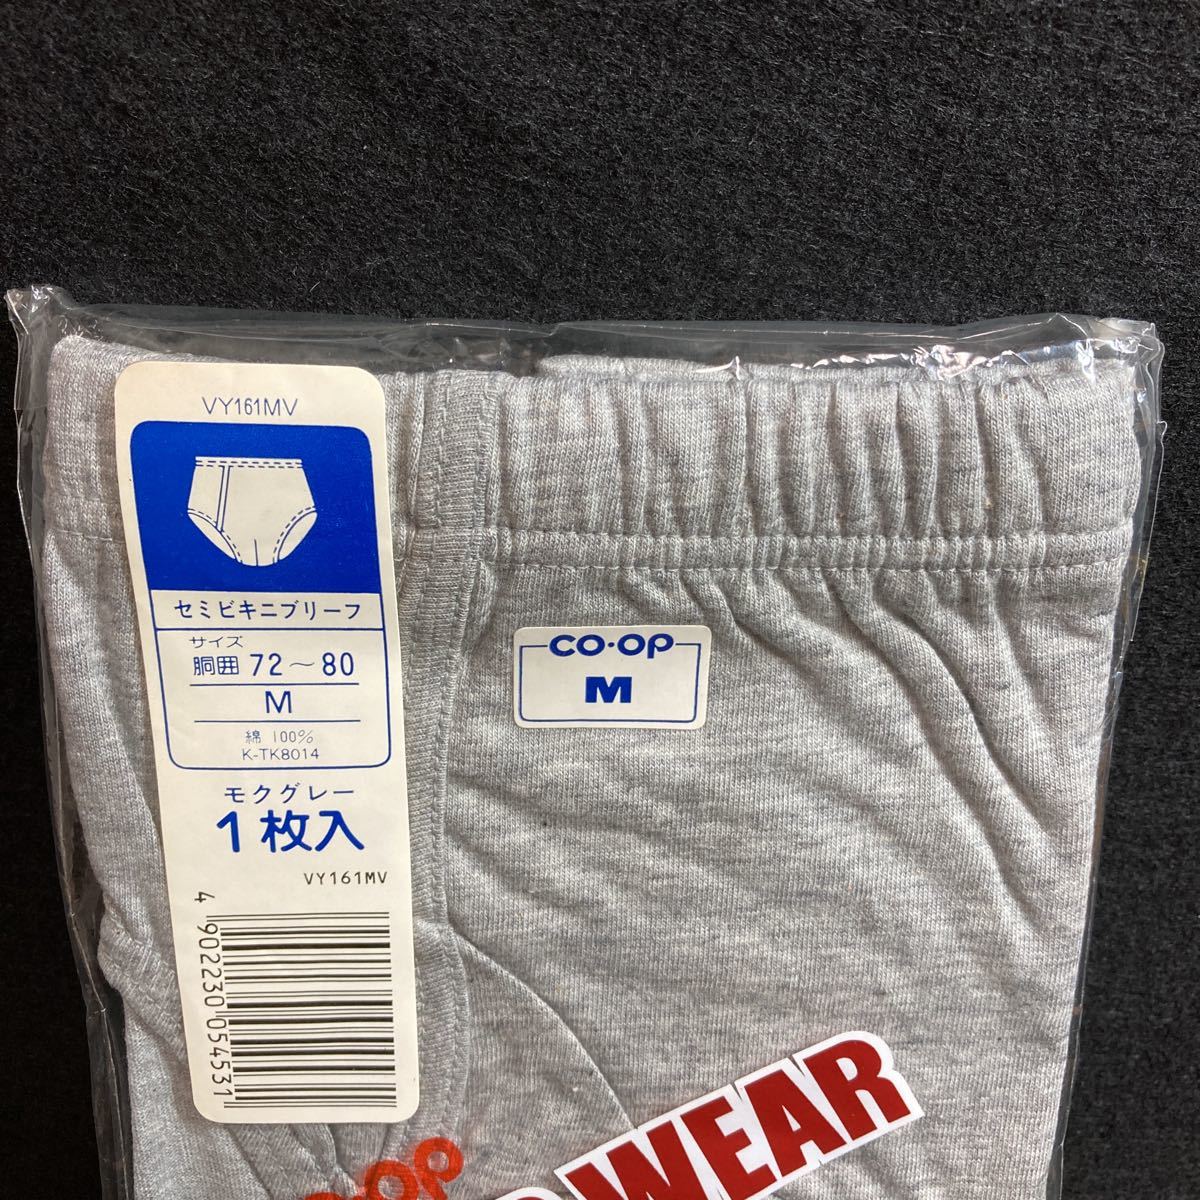 VY161MV
セミビキニブリーフ
サイズ
胴囲 72～80
M
綿 100%
K-TK8014
モクグレー
1枚入
VY161MV
4 902230 054531
CO·OP
M
WEAR
co·op